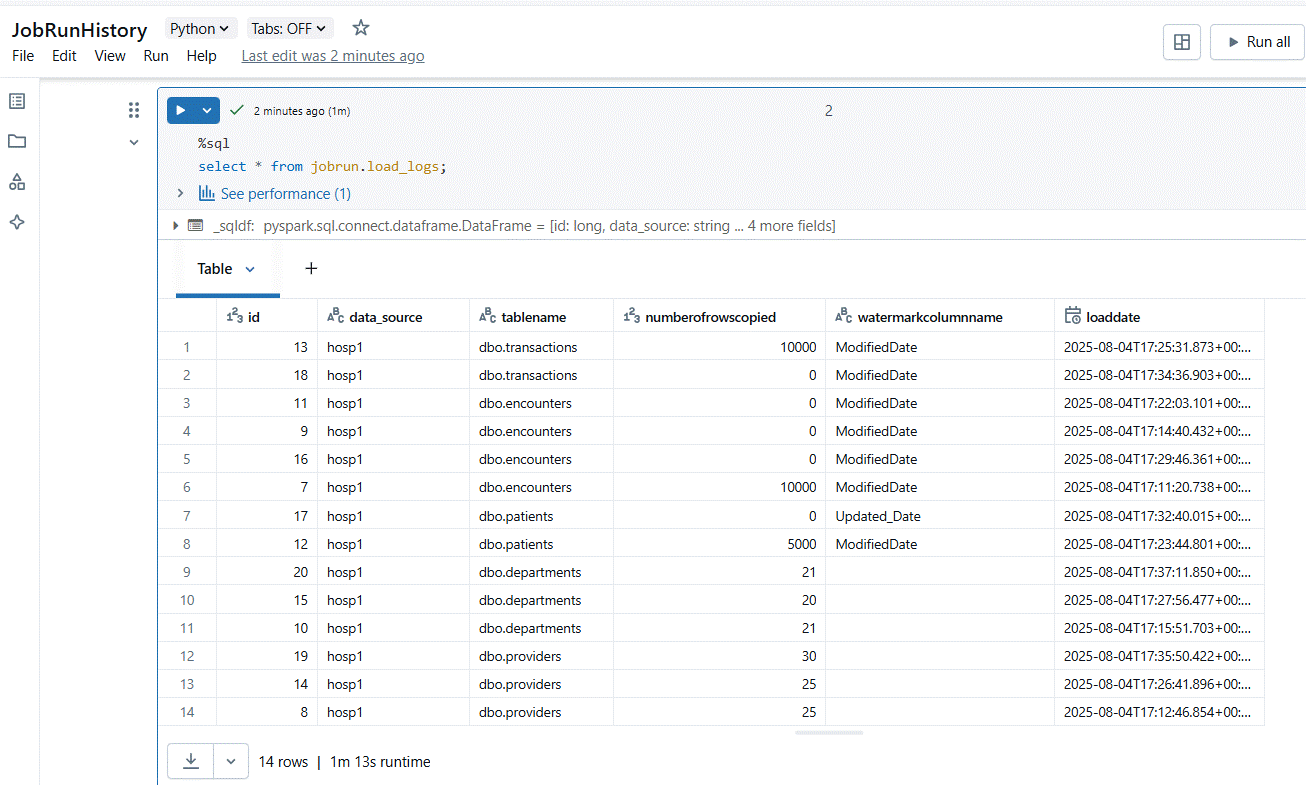 JobRunHistory Python Tabs: OFF
File Edit View Run Help Last edit was 2 minutes ago
Run all
2 minutes ago (1m) 2
%sql
select * from jobrun.load_logs;
See performance (1)
_sqldf: pyspark.sql.connect.dataframe.DataFrame = [id: long, data_source: string ... 4 more fields]
Table +
123 id ABC data_source ABC tablename 123 numberofrowscopied ABC watermarkcolumnname loaddate
1 13 hosp1 dbo.transactions 10000 ModifiedDate 2025-08-04T17:25:31.873+00:...
2 18 hosp1 dbo.transactions 0 ModifiedDate 2025-08-04T17:34:36.903+00:...
3 11 hosp1 dbo.encounters 0 ModifiedDate 2025-08-04T17:22:03.101+00:...
4 9 hosp1 dbo.encounters 0 ModifiedDate 2025-08-04T17:14:40.432+00:...
5 16 hosp1 dbo.encounters 0 ModifiedDate 2025-08-04T17:29:46.361+00:...
6 7 hosp1 dbo.encounters 10000 ModifiedDate 2025-08-04T17:11:20.738+00:...
7 17 hosp1 dbo.patients 0 Updated_Date 2025-08-04T17:32:40.015+00:...
8 12 hosp1 dbo.patients 5000 ModifiedDate 2025-08-04T17:23:44.801+00:...
9 20 hosp1 dbo.departments 21 2025-08-04T17:37:11.850+00:...
10 15 hosp1 dbo.departments 20 2025-08-04T17:27:56.477+00:...
11 10 hosp1 dbo.departments 21 2025-08-04T17:15:51.703+00:...
12 19 hosp1 dbo.providers 30 2025-08-04T17:35:50.422+00:...
13 14 hosp1 dbo.providers 25 2025-08-04T17:26:41.896+00:...
14 8 hosp1 dbo.providers 25 2025-08-04T17:12:46.854+00:...
14 rows | 1m 13s runtime